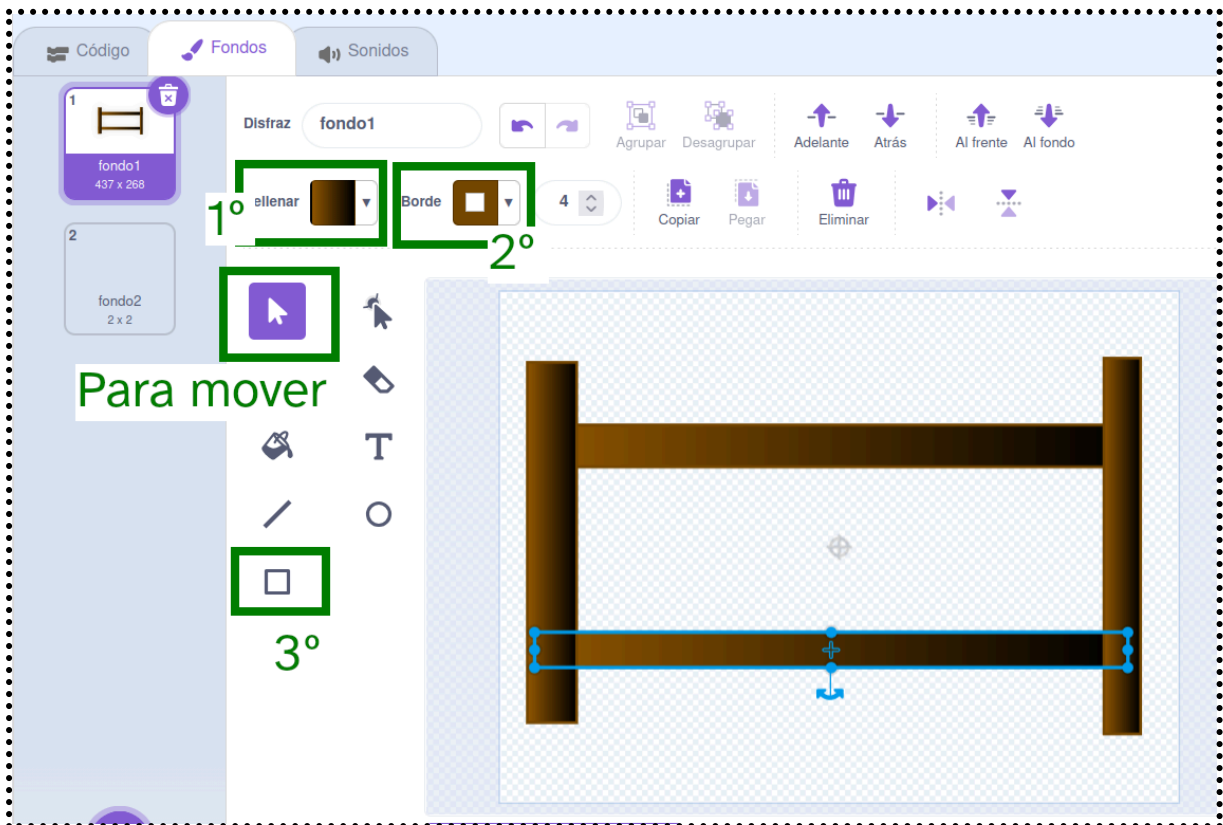 Código
Fondos
Sonidos
1
fondo1
437 x 268
2
fondo2
2 x 2
Disfraz
fondo1
Agrupar
Desagrupar
Adelante
Atrás
Al frente
Al fondo
1º
ellenar
Borde
2º
4
Copiar
Pegar
Eliminar
Para mover
T
3º